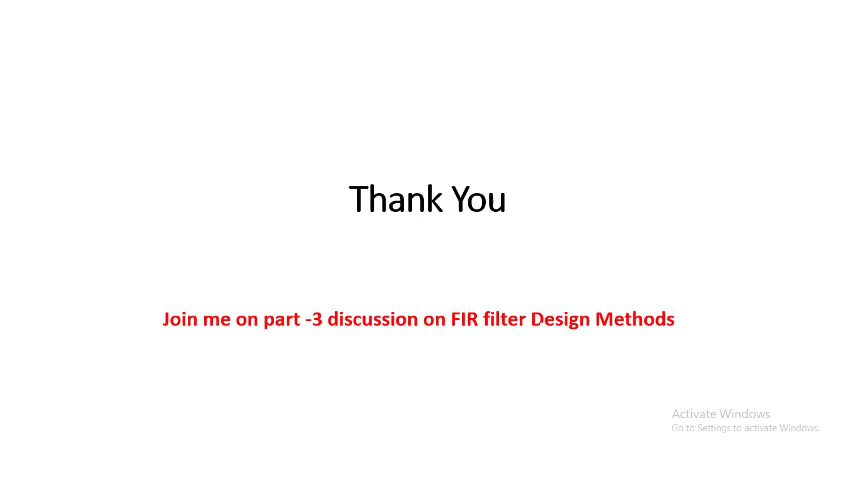 Thank You
Join me on part -3 discussion on FIR filter Design Methods
Activate Windows
Go to Settings to activate Windows.